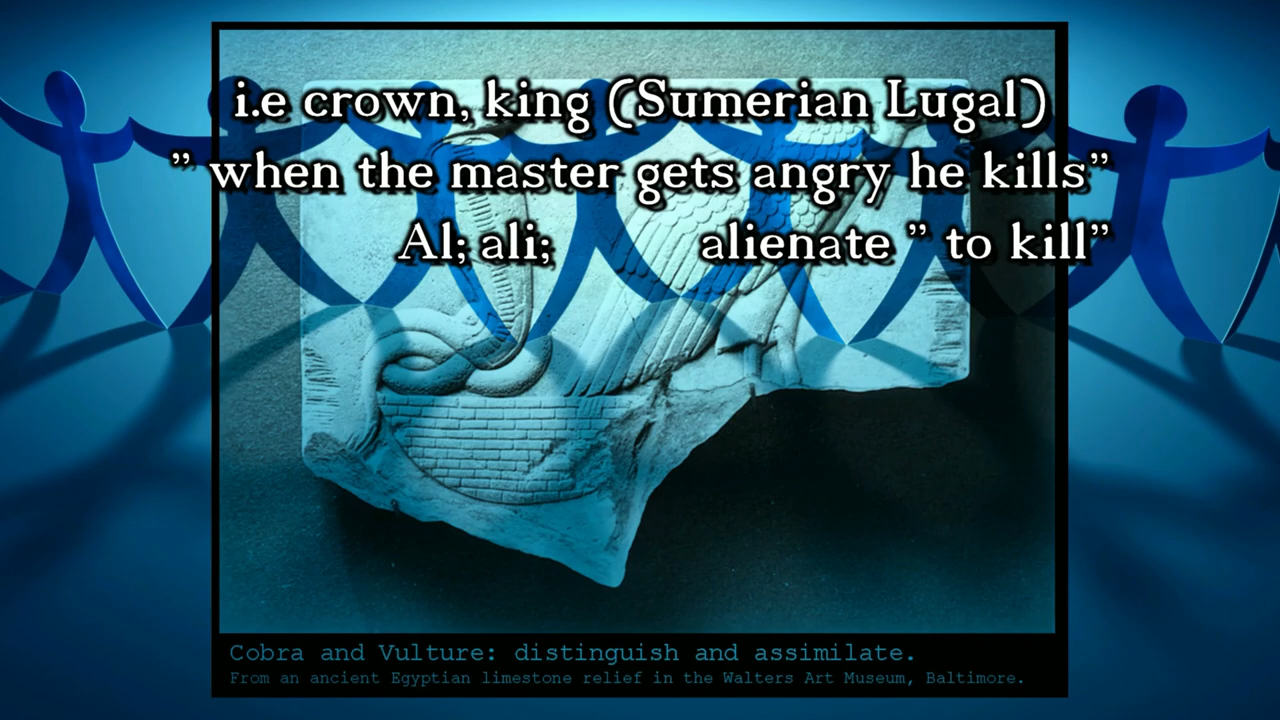 i.e crown, king (Sumerian Lugal)
” when the master gets angry he kills”
Al; ali; alienate ” to kill”
Cobra and Vulture: distinguish and assimilate.
From an ancient Egyptian limestone relief in the Walters Art Museum, Baltimore.